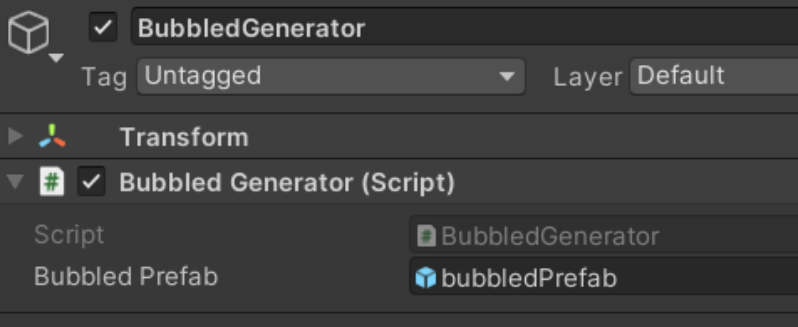 BubbledGenerator
Tag Untagged Layer Default
Transform
# Bubbled Generator (Script)
Script # BubbledGenerator
Bubbled Prefab bubbledPrefab